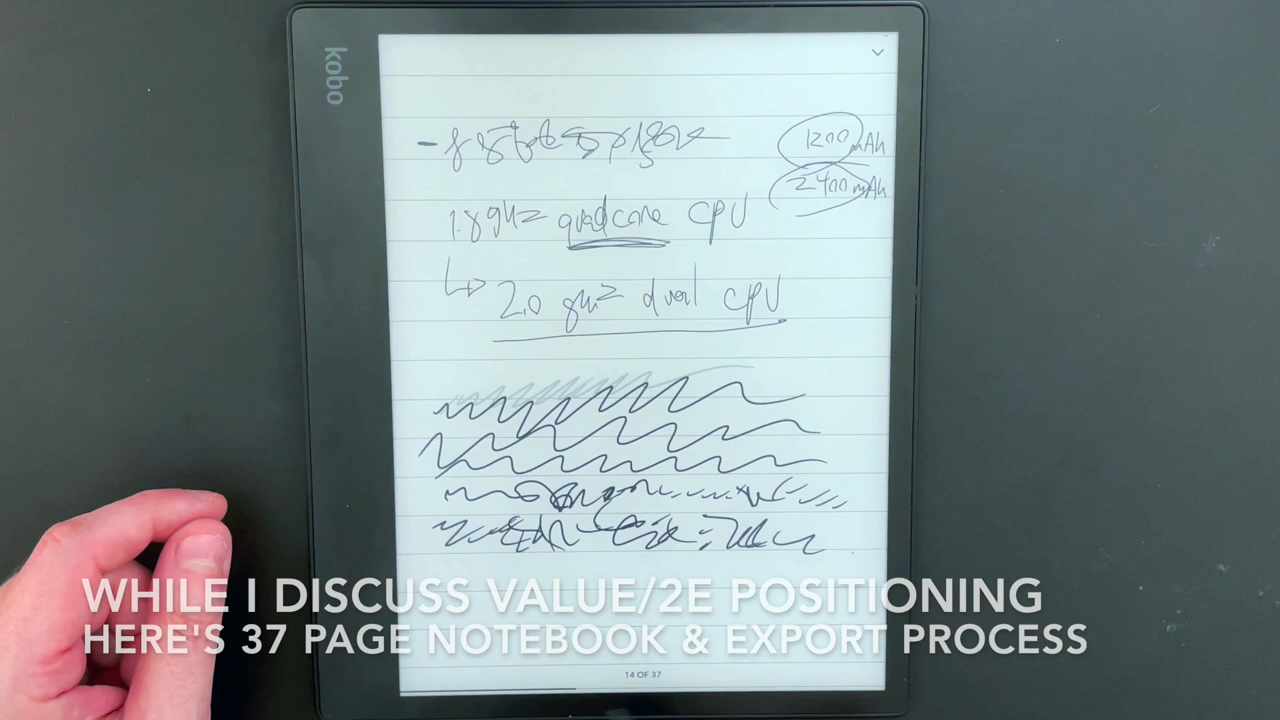 kobo
1200 mAh
2400 mAh
1.8 ghz quadcore CPU
2.0 ghz dual CPU
WHILE I DISCUSS VALUE/2E POSITIONING
HERE'S 37 PAGE NOTEBOOK & EXPORT PROCESS
14 OF 37